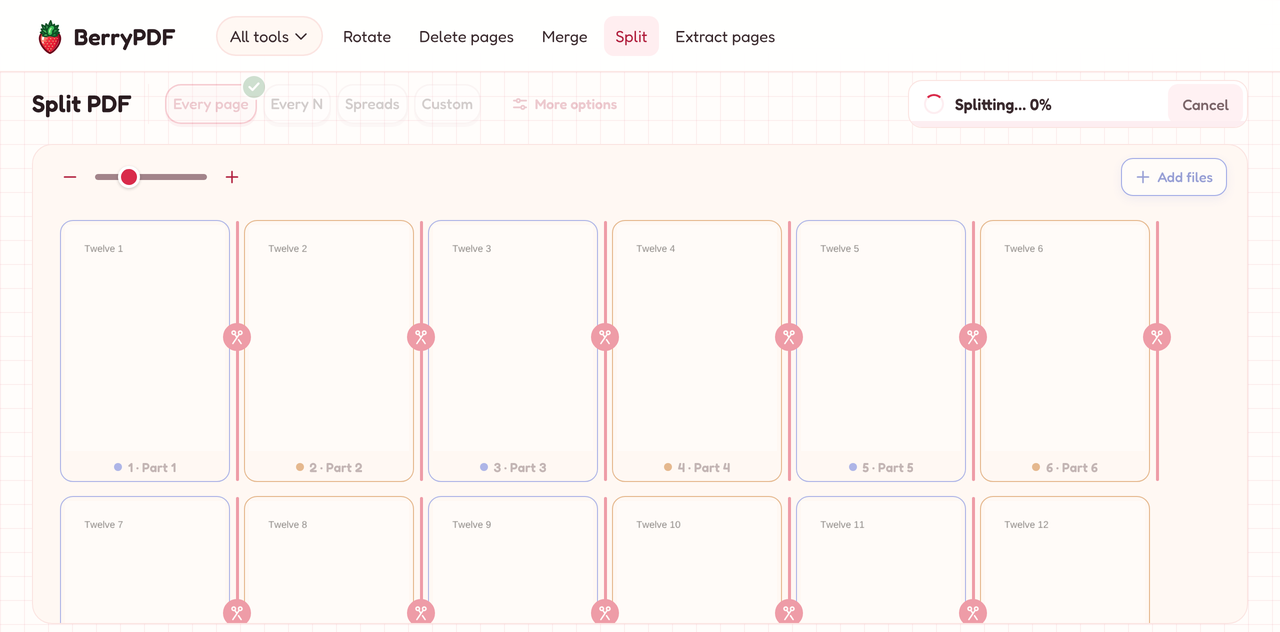 BerryPDF All tools Rotate Delete pages Merge Split Extract pages
Split PDF Every page Every N Spreads Custom More options Splitting... 0% Cancel
Add files
Twelve 1 Twelve 2 Twelve 3 Twelve 4 Twelve 5 Twelve 6
1 · Part 1 2 · Part 2 3 · Part 3 4 · Part 4 5 · Part 5 6 · Part 6
Twelve 7 Twelve 8 Twelve 9 Twelve 10 Twelve 11 Twelve 12